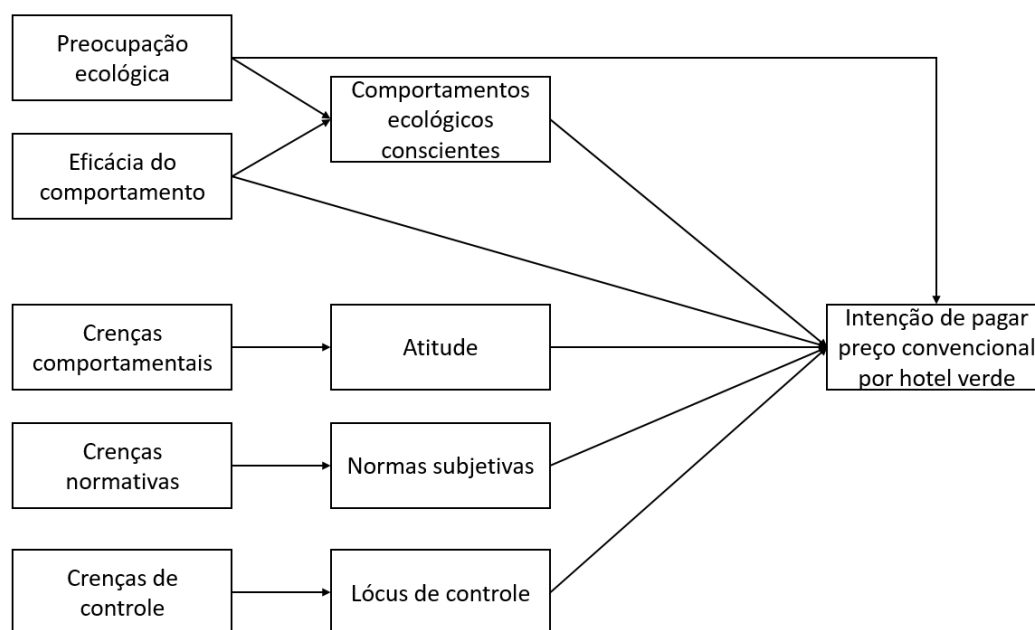 Preocupação
ecológica
Comportamentos
ecológicos
conscientes
Eficácia do
comportamento
Crenças
comportamentais
Atitude
Intenção de pagar
preço convencional
por hotel verde
Crenças
normativas
Normas subjetivas
Crenças de
controle
Lócus de controle